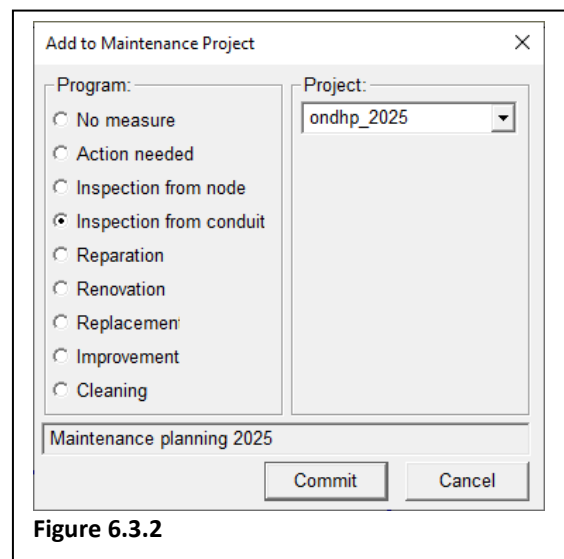 Add to Maintenance Project
Program:
No measure
Action needed
Inspection from node
Inspection from conduit
Reparation
Renovation
Replacement
Improvement
Cleaning
Project:
ondhp_2025
Maintenance planning 2025
Commit
Cancel
Figure 6.3.2